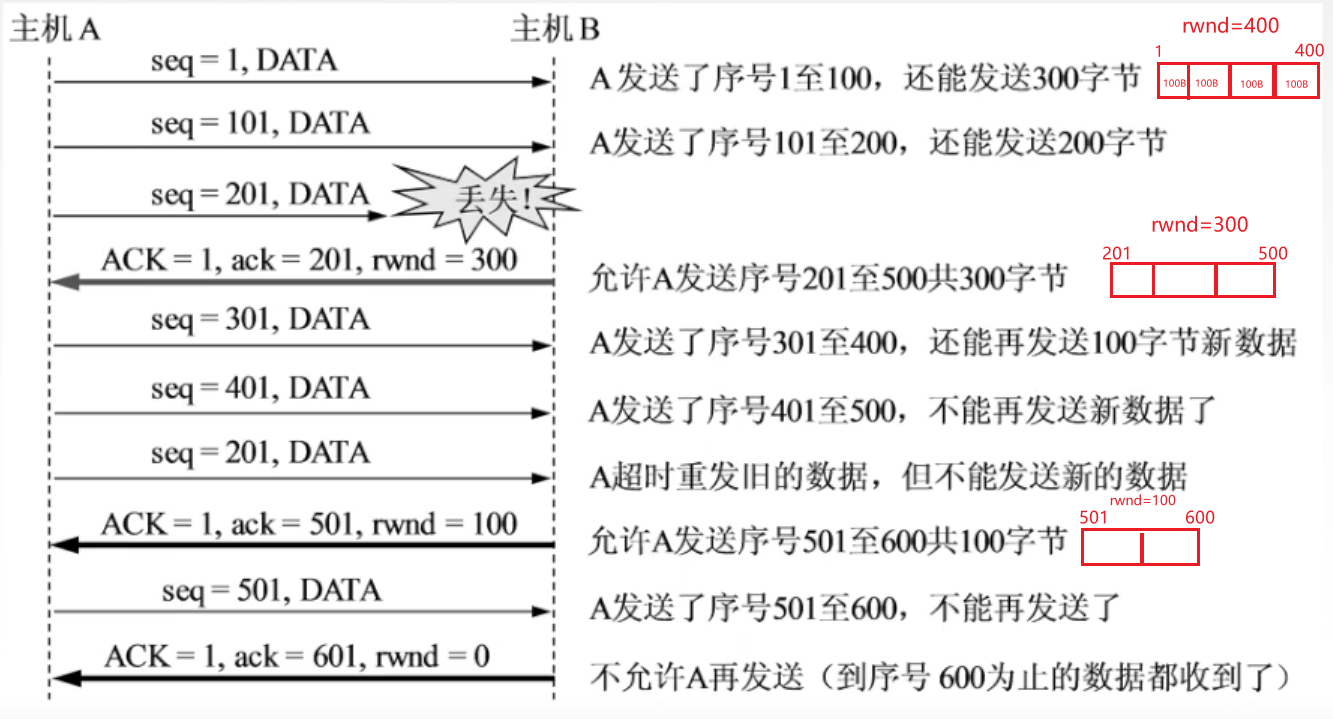 主机A 主机B
rwnd=400
1 400
seq = 1, DATA
A发送了序号1至100，还能发送300字节
100B 100B 100B 100B
seq = 101, DATA
A发送了序号101至200，还能发送200字节
seq = 201, DATA
丢失！
rwnd=300
201 500
ACK = 1, ack = 201, rwnd = 300
允许A发送序号201至500共300字节
seq = 301, DATA
A发送了序号301至400，还能再发送100字节新数据
seq = 401, DATA
A发送了序号401至500，不能再发送新数据了
seq = 201, DATA
A超时重发旧的数据，但不能发送新的数据
rwnd=100
501 600
ACK = 1, ack = 501, rwnd = 100
允许A发送序号501至600共100字节
seq = 501, DATA
A发送了序号501至600，不能再发送了
ACK = 1, ack = 601, rwnd = 0
不允许A再发送（到序号600为止的数据都收到了）